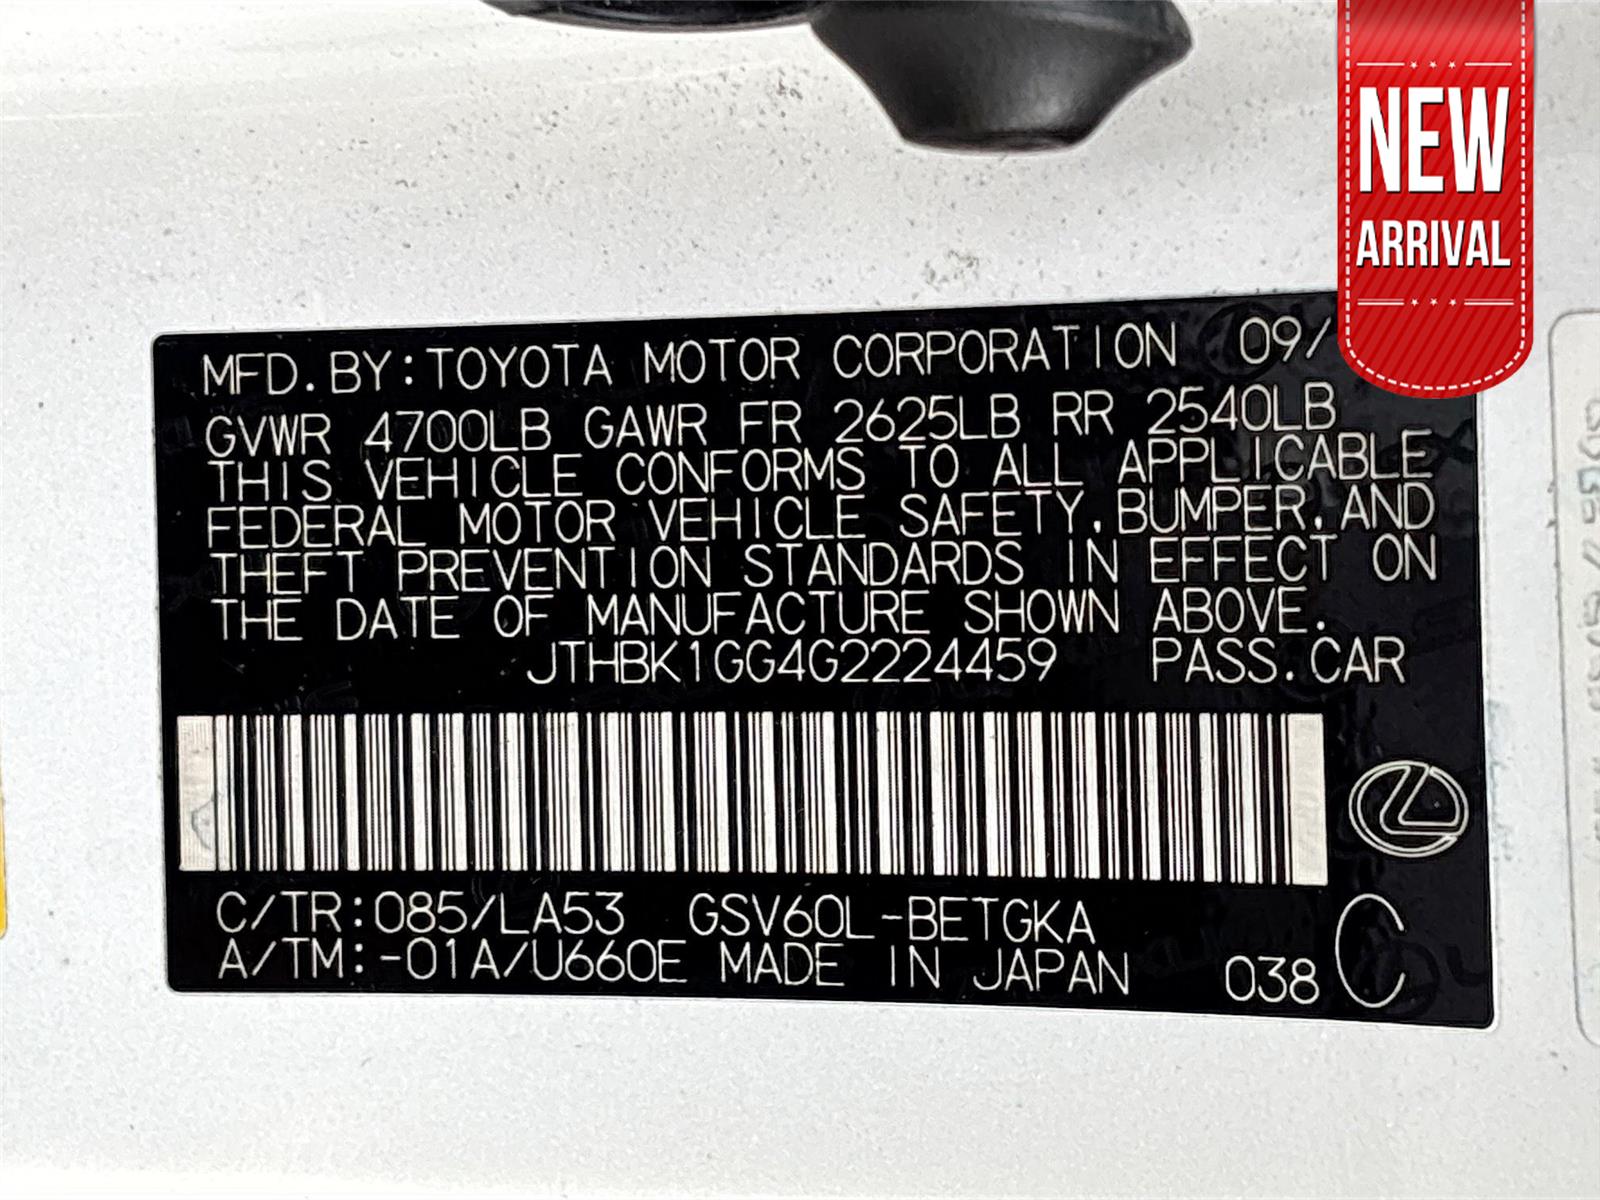 NEW
ARRIVAL
MFD.BY:TOYOTA MOTOR CORPORATION 09/
GVWR 4700LB GAWR FR 2625LB RR 2540LB
THIS VEHICLE CONFORMS TO ALL APPLICABLE
FEDERAL MOTOR VEHICLE SAFETY,BUMPER,AND
THEFT PREVENTION STANDARDS IN EFFECT ON
THE DATE OF MANUFACTURE SHOWN ABOVE.
JTHBK1GG4G2224459 PASS.CAR
C/TR:085/LA53 GSV60L-BETGKA
A/TM:-01A/U660E MADE IN JAPAN 038 C